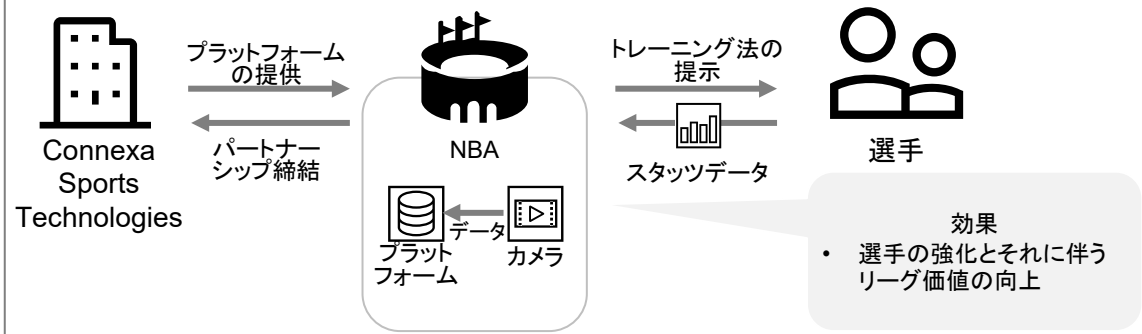 プラットフォーム
の提供
パートナー
シップ締結
Connexa
Sports
Technologies
NBA
プラット
フォーム
データ
カメラ
トレーニング法の
提示
スタッツデータ
選手
効果
• 選手の強化とそれに伴う
リーグ価値の向上